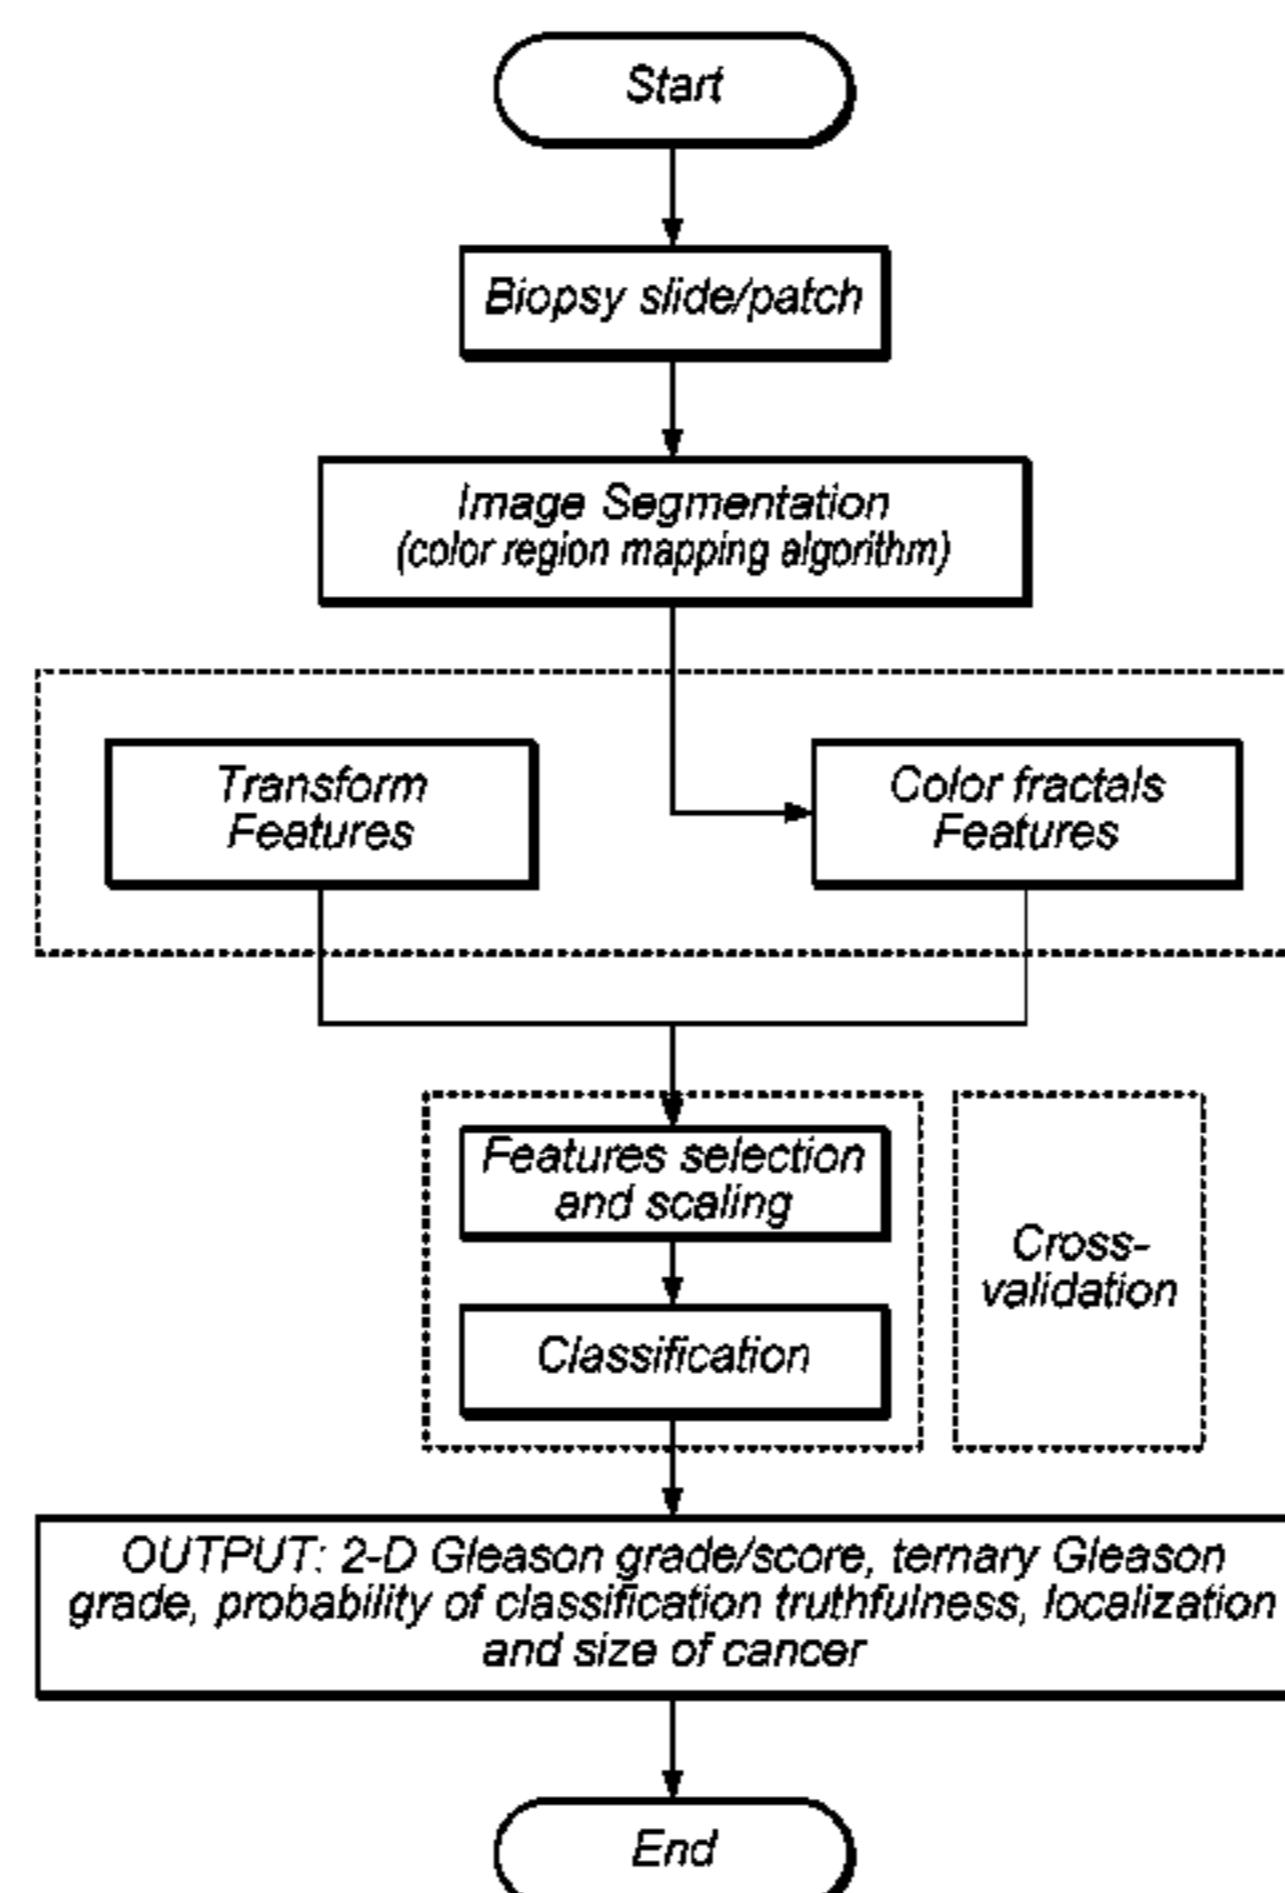 Start
Biopsy slide/patch
Image Segmentation
(color region mapping algorithm)
Transform
Features
Color fractals
Features
Features selection
and scaling
Classification
Cross-
validation
OUTPUT: 2-D Gleason grade/score, ternary Gleason
grade, probability of classification truthfulness, localization
and size of cancer
End